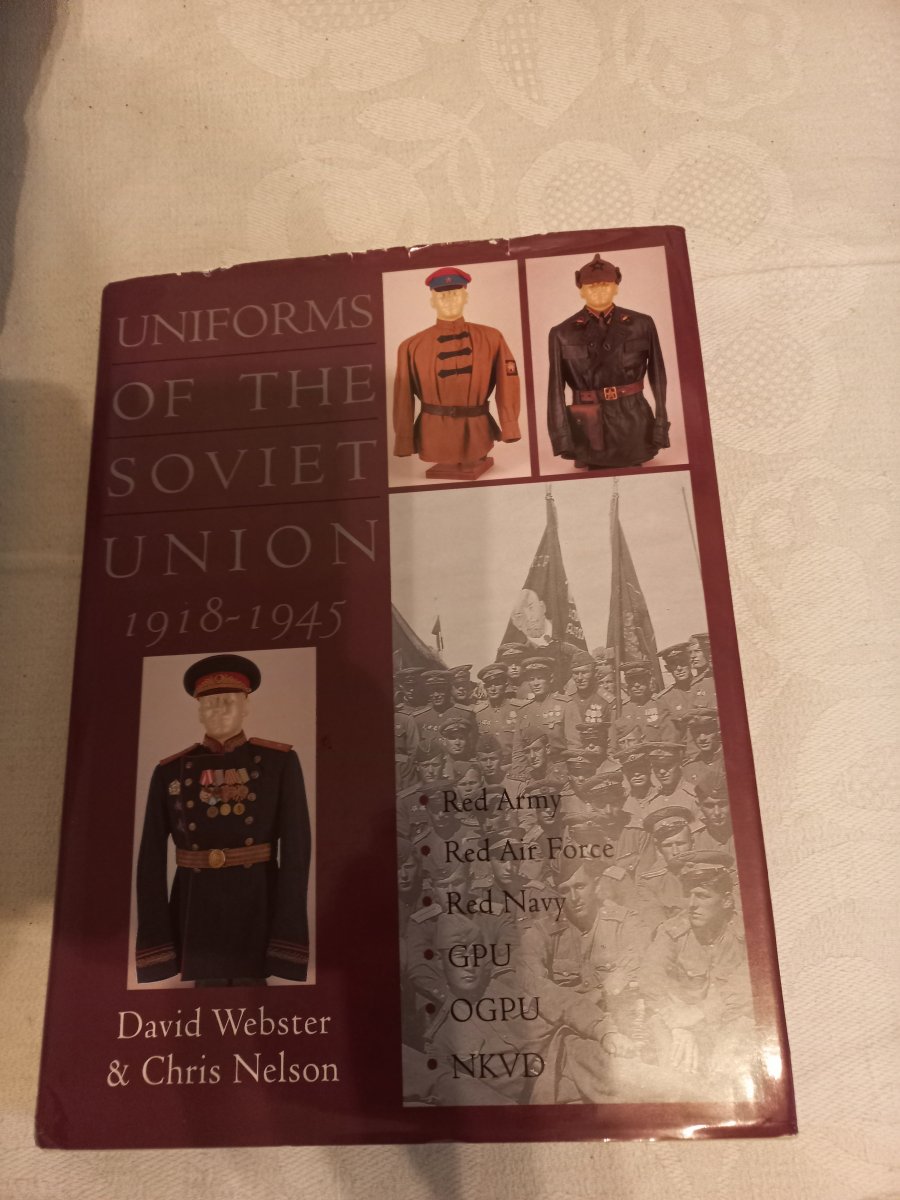 UNIFORMS
OF THE
SOVIET
UNION
1918-1945
David Webster
& Chris Nelson
• Red Army
• Red Air Force
• Red Navy
• GPU
• OGPU
• NKVD